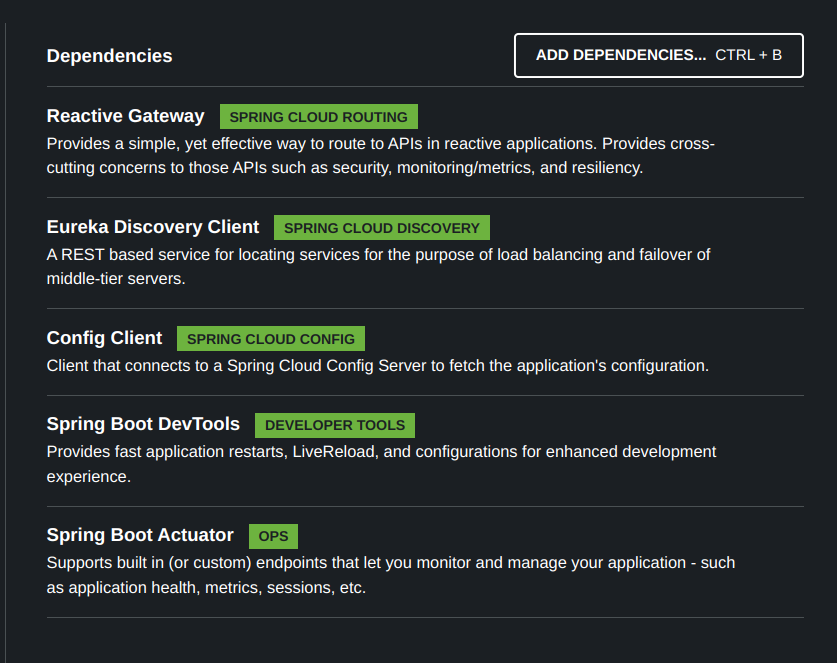 Dependencies
ADD DEPENDENCIES... CTRL + B
Reactive Gateway SPRING CLOUD ROUTING
Provides a simple, yet effective way to route to APIs in reactive applications. Provides cross-
cutting concerns to those APIs such as security, monitoring/metrics, and resiliency.
Eureka Discovery Client SPRING CLOUD DISCOVERY
A REST based service for locating services for the purpose of load balancing and failover of
middle-tier servers.
Config Client SPRING CLOUD CONFIG
Client that connects to a Spring Cloud Config Server to fetch the application's configuration.
Spring Boot DevTools DEVELOPER TOOLS
Provides fast application restarts, LiveReload, and configurations for enhanced development
experience.
Spring Boot Actuator OPS
Supports built in (or custom) endpoints that let you monitor and manage your application - such
as application health, metrics, sessions, etc.